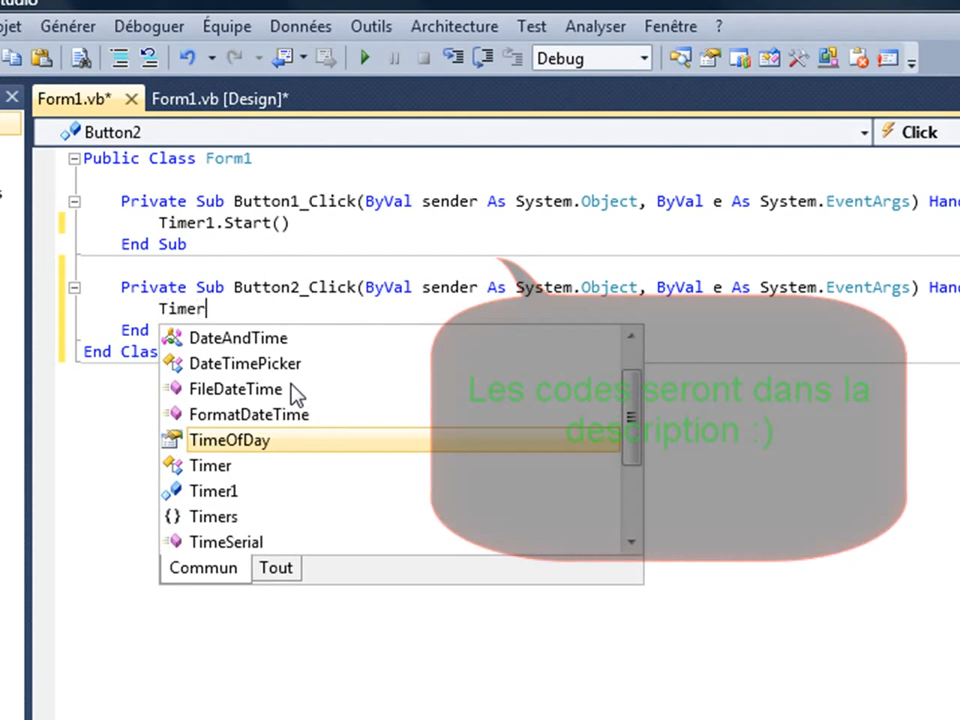 ojet Générer Déboguer Équipe Données Outils Architecture Test Analyser Fenêtre ?
Debug
Form1.vb* Form1.vb [Design]*
Button2 Click
Public Class Form1
Private Sub Button1_Click(ByVal sender As System.Object, ByVal e As System.EventArgs) Han
Timer1.Start()
End Sub
Private Sub Button2_Click(ByVal sender As System.Object, ByVal e As System.EventArgs) Han
Timer
End
End Clas
DateAndTime
DateTimePicker
FileDateTime
FormatDateTime
TimeOfDay
Timer
Timer1
Timers
TimeSerial
Commun Tout
Les codes seront dans la
description :)